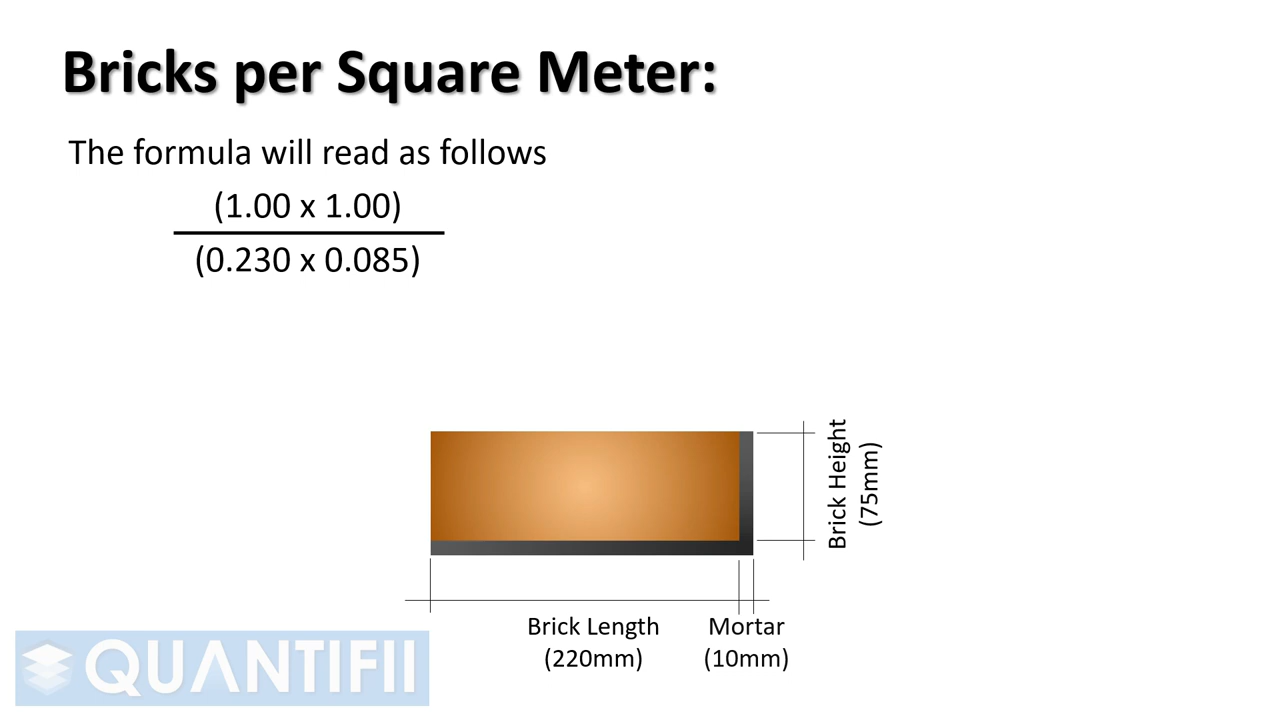 Bricks per Square Meter:
The formula will read as follows
(1.00 x 1.00)
(0.230 x 0.085)
Brick Height
(75mm)
Brick Length
(220mm)
Mortar
(10mm)
QUANTIFII